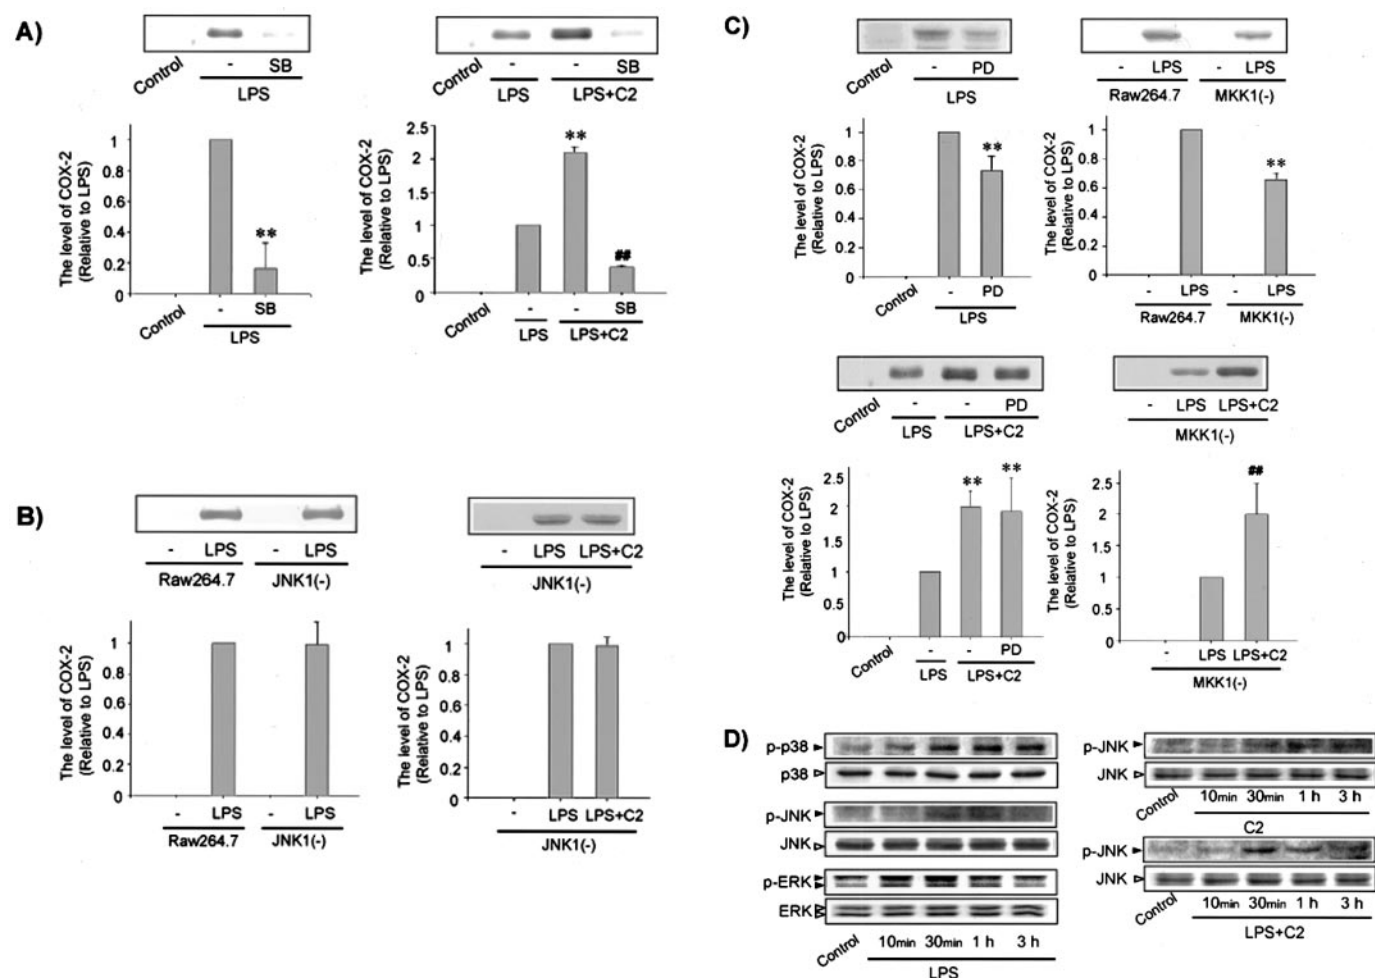 A)
Control
- SB
LPS
Control
- - SB
LPS LPS+C2
The level of COX-2
(Relative to LPS)
1
0.8
0.6
0.4
0.2
0
**
Control
- SB
LPS
The level of COX-2
(Relative to LPS)
2.5
2
1.5
1
0.5
0
**
##
Control
- - SB
LPS LPS+C2
B)
- LPS - LPS
Raw264.7 JNK1(-)
- LPS LPS+C2
JNK1(-)
The level of COX-2
(Relative to LPS)
1
0.8
0.6
0.4
0.2
0
- LPS - LPS
Raw264.7 JNK1(-)
The level of COX-2
(Relative to LPS)
1
0.8
0.6
0.4
0.2
0
- LPS LPS+C2
JNK1(-)
C)
Control
- PD
LPS
- LPS - LPS
Raw264.7 MKK1(-)
The level of COX-2
(Relative to LPS)
1
0.8
0.6
0.4
0.2
0
**
Control
- PD
LPS
The level of COX-2
(Relative to LPS)
1
0.8
0.6
0.4
0.2
0
**
- LPS - LPS
Raw264.7 MKK1(-)
Control
- - PD
LPS LPS+C2
- LPS LPS+C2
MKK1(-)
The level of COX-2
(Relative to LPS)
2.5
2
1.5
1
0.5
0
** **
Control
- - PD
LPS LPS+C2
The level of COX-2
(Relative to LPS)
2.5
2
1.5
1
0.5
0
##
- LPS LPS+C2
MKK1(-)
D)
p-p38
p38
p-JNK
JNK
p-ERK
ERK
Control 10min 30min 1 h 3 h
LPS
p-JNK
JNK
Control 10min 30min 1 h 3 h
C2
p-JNK
JNK
Control 10min 30min 1 h 3 h
LPS+C2